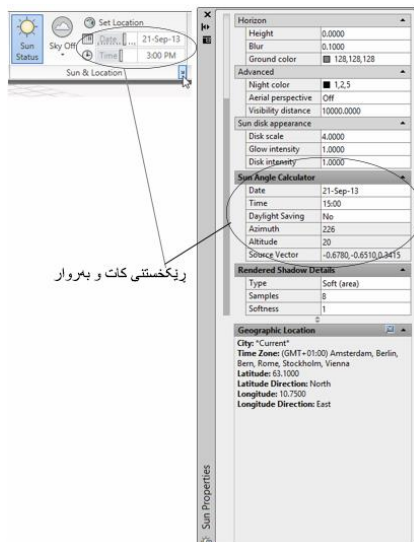 Sun Status
Sky Off
Set Location
Date ... 21-Sep-13
Time 3:00 PM
Sun & Location
ڕێکخستنی کات و بەروار
Horizon
Height 0.0000
Blur 0.1000
Ground color 128,128,128
Advanced
Night color 1,2,5
Aerial perspective Off
Visibility distance 10000.0000
Sun disk appearance
Disk scale 4.0000
Glow intensity 1.0000
Disk intensity 1.0000
Sun Angle Calculator
Date 21-Sep-13
Time 15:00
Daylight Saving No
Azimuth 226
Altitude 20
Source Vector -0.6780,-0.6510,0.3415
Rendered Shadow Details
Type Soft (area)
Samples 8
Softness 1
Geographic Location
City: "Current"
Time Zone: (GMT+01:00) Amsterdam, Berlin,
Bern, Rome, Stockholm, Vienna
Latitude: 63.1000
Latitude Direction: North
Longitude: 10.7500
Longitude Direction: East
Sun Properties